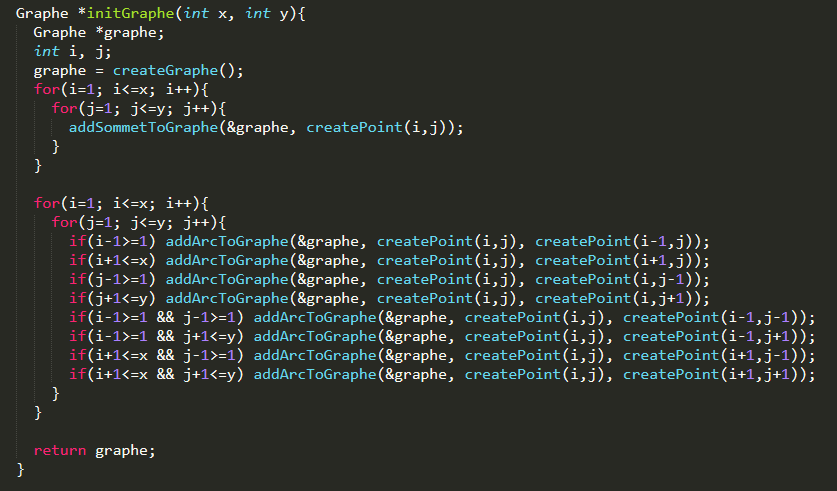 Graphe *initGraphe(int x, int y){
  Graphe *graphe;
  int i, j;
  graphe = createGraphe();
  for(i=1; i<=x; i++){
    for(j=1; j<=y; j++){
      addSommetToGraphe(&graphe, createPoint(i,j));
    }
  }

  for(i=1; i<=x; i++){
    for(j=1; j<=y; j++){
      if(i-1>=1) addArcToGraphe(&graphe, createPoint(i,j), createPoint(i-1,j));
      if(i+1<=x) addArcToGraphe(&graphe, createPoint(i,j), createPoint(i+1,j));
      if(j-1>=1) addArcToGraphe(&graphe, createPoint(i,j), createPoint(i,j-1));
      if(j+1<=y) addArcToGraphe(&graphe, createPoint(i,j), createPoint(i,j+1));
      if(i-1>=1 && j-1>=1) addArcToGraphe(&graphe, createPoint(i,j), createPoint(i-1,j-1));
      if(i-1>=1 && j+1<=y) addArcToGraphe(&graphe, createPoint(i,j), createPoint(i-1,j+1));
      if(i+1<=x && j-1>=1) addArcToGraphe(&graphe, createPoint(i,j), createPoint(i+1,j-1));
      if(i+1<=x && j+1<=y) addArcToGraphe(&graphe, createPoint(i,j), createPoint(i+1,j+1));
    }
  }

  return graphe;
}